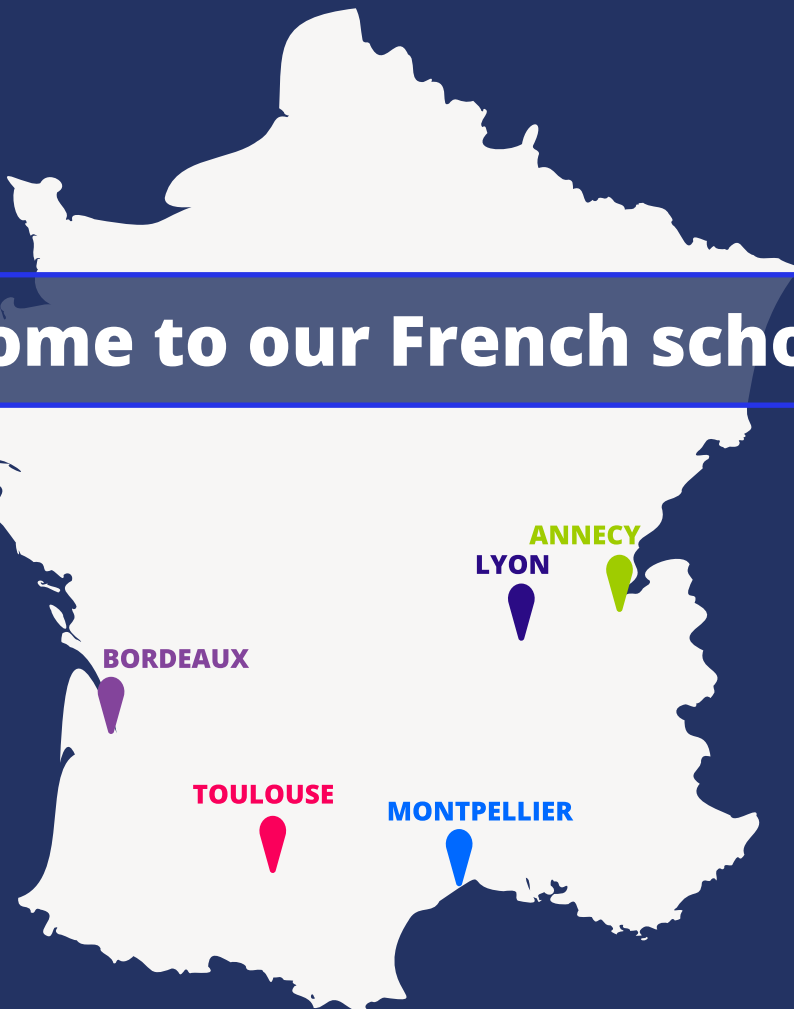 ome to our French scho
ANNECY
LYON
BORDEAUX
TOULOUSE
MONTPELLIER